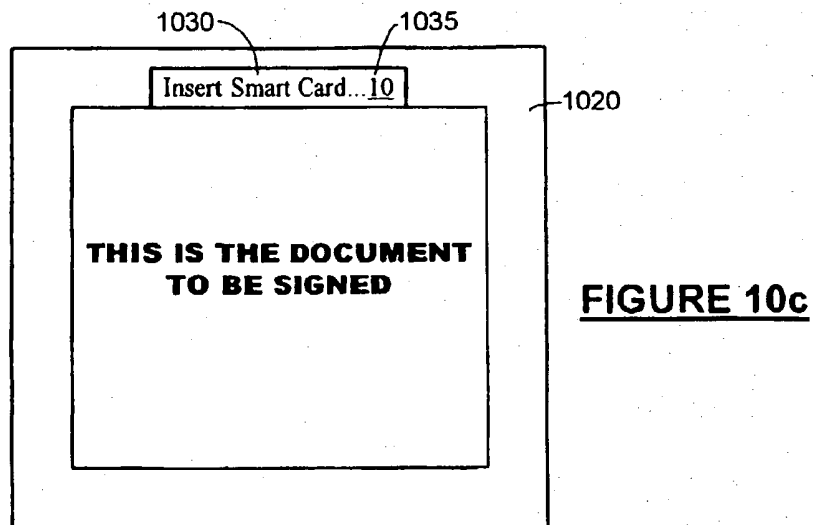 1030 1035
Insert Smart Card...10
1020
THIS IS THE DOCUMENT
TO BE SIGNED
FIGURE 10c